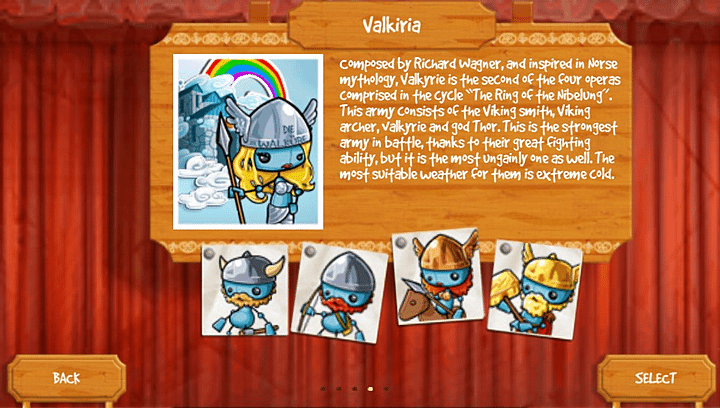 Valkiria
Composed by Richard Wagner, and inspired in Norse
mythology, Valkyrie is the second of the four operas
comprised in the cycle "The Ring of the Nibelung".
This army consists of the Viking smith, Viking
archer, Valkyrie and god Thor. This is the strongest
army in battle, thanks to their great fighting
ability, but it is the most ungainly one as well. The
most suitable weather for them is extreme cold.
DIE
WALKÜRE
BACK
SELECT